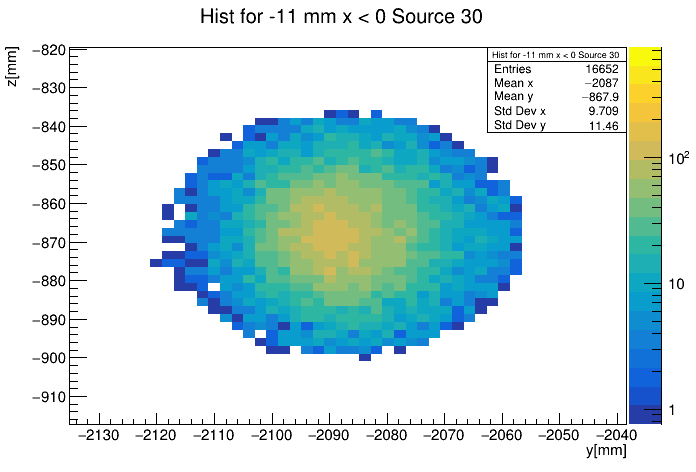 Hist for -11 mm x < 0 Source 30
z[mm]
−820
−830
−840
−850
−860
−870
−880
−890
−900
−910
Hist for -11 mm x < 0 Source 30
Entries 16652
Mean x −2087
Mean y −867.9
Std Dev x 9.709
Std Dev y 11.46
10²
10
1
−2130 −2120 −2110 −2100 −2090 −2080 −2070 −2060 −2050 −2040
y[mm]